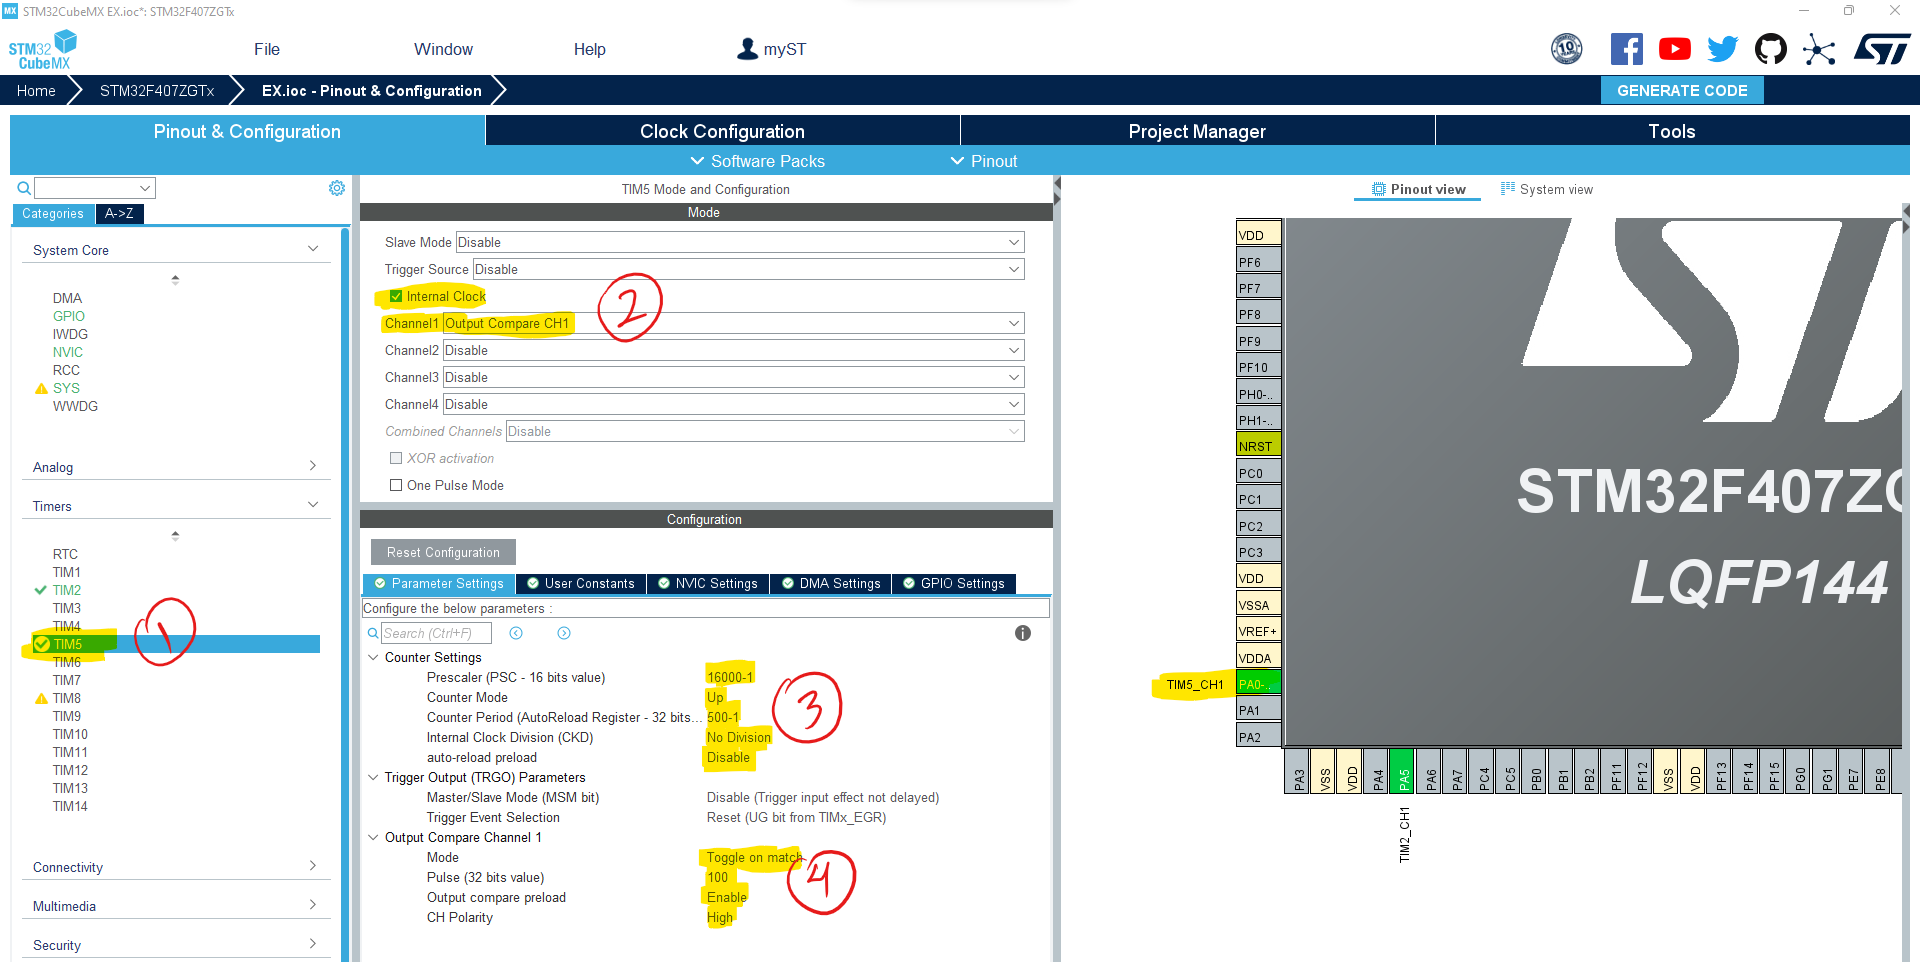 MX STM32CubeMX EX.ioc*: STM32F407ZGTx
STM32 CubeMX
File Window Help myST
10 YEARS
ST
Home STM32F407ZGTx EX.ioc - Pinout & Configuration GENERATE CODE
Pinout & Configuration Clock Configuration Project Manager Tools
Software Packs Pinout
Categories A->Z
System Core
DMA
GPIO
IWDG
NVIC
RCC
SYS
WWDG
Analog
Timers
RTC
TIM1
TIM2
TIM3
TIM4
TIM5
TIM6
TIM7
TIM8
TIM9
TIM10
TIM11
TIM12
TIM13
TIM14
1
Connectivity
Multimedia
Security
TIM5 Mode and Configuration
Mode
Slave Mode Disable
Trigger Source Disable
Internal Clock
Channel1 Output Compare CH1
2
Channel2 Disable
Channel3 Disable
Channel4 Disable
Combined Channels Disable
XOR activation
One Pulse Mode
Configuration
Reset Configuration
Parameter Settings User Constants NVIC Settings DMA Settings GPIO Settings
Configure the below parameters :
Search (Ctrl+F)
Counter Settings
Prescaler (PSC - 16 bits value) 16000-1
Counter Mode Up
Counter Period (AutoReload Register - 32 bits... 500-1
Internal Clock Division (CKD) No Division
auto-reload preload Disable
3
Trigger Output (TRGO) Parameters
Master/Slave Mode (MSM bit) Disable (Trigger input effect not delayed)
Trigger Event Selection Reset (UG bit from TIMx_EGR)
Output Compare Channel 1
Mode Toggle on match
Pulse (32 bits value) 100
Output compare preload Enable
CH Polarity High
4
Pinout view System view
VDD
PF6
PF7
PF8
PF9
PF10
PH0-..
PH1-..
NRST
PC0
PC1
PC2
PC3
VDD
VSSA
VREF+
VDDA
TIM5_CH1 PA0-..
PA1
PA2
STM32F407ZG
LQFP144
PA3 VSS VDD PA4 PA5 PA6 PA7 PC4 PC5 PB0 PB1 PB2 PF11 PF12 VSS VDD PF13 PF14 PF15 PG0 PG1 PE7 PE8
TIM2_CH1